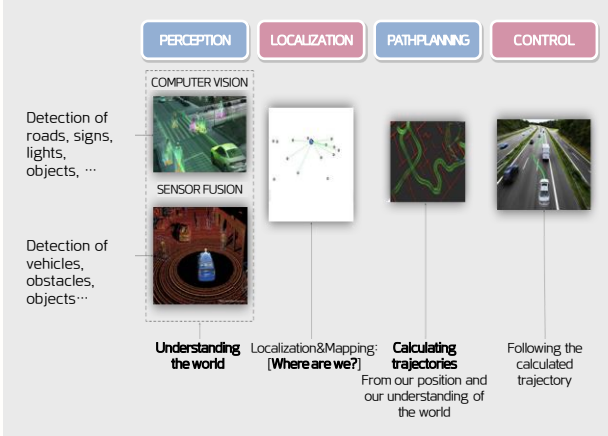 PERCEPTION
LOCALIZATION
PATHPLANNING
CONTROL
COMPUTER VISION
Detection of
roads, signs,
lights,
objects, ···
SENSOR FUSION
Detection of
vehicles,
obstacles,
objects···
Understanding
the world
Localization&Mapping:
[Where are we?]
Calculating
trajectories
From our position and
our understanding of
the world
Following the
calculated
trajectory